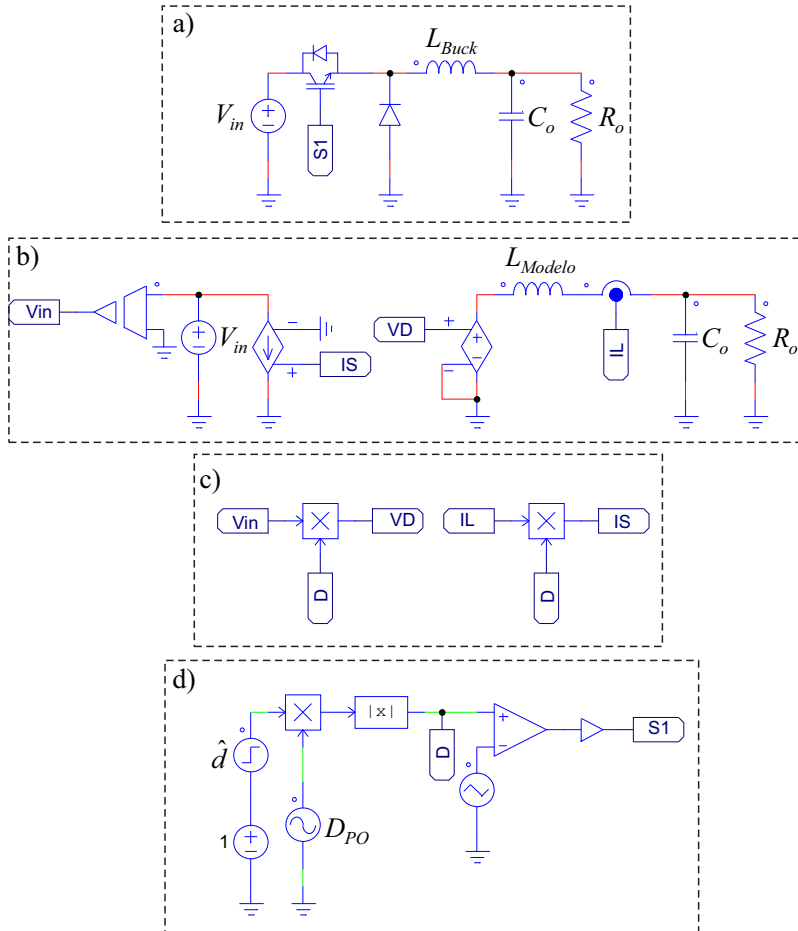 a)
L_Buck
V_in
S1
C_o
R_o
b)
L_Modelo
Vin
V_in
IS
VD
IL
C_o
R_o
c)
Vin
VD
D
IL
IS
D
d)
|x|
D
S1
d̂
1
D_PO